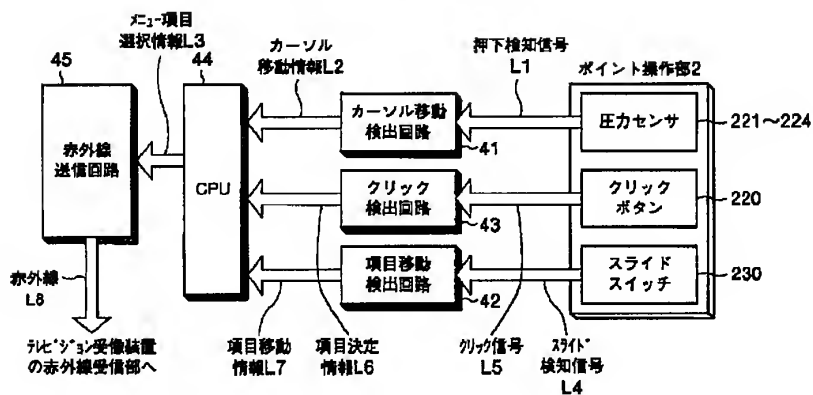 ﾒﾆｭｰ項目
選択情報L3
45
44
カーソル
移動情報L2
押下検知信号
L1
ポイント操作部2
赤外線
送信回路
CPU
カーソル移動
検出回路
41
圧力センサ
221～224
クリック
検出回路
43
クリック
ボタン
220
項目移動
検出回路
42
スライド
スイッチ
230
赤外線
L8
ﾃﾚﾋﾞｼﾞｮﾝ受像装置
の赤外線受信部へ
項目移動
情報L7
項目決定
情報L6
ｸﾘｯｸ信号
L5
ｽﾗｲﾄﾞ
検知信号
L4